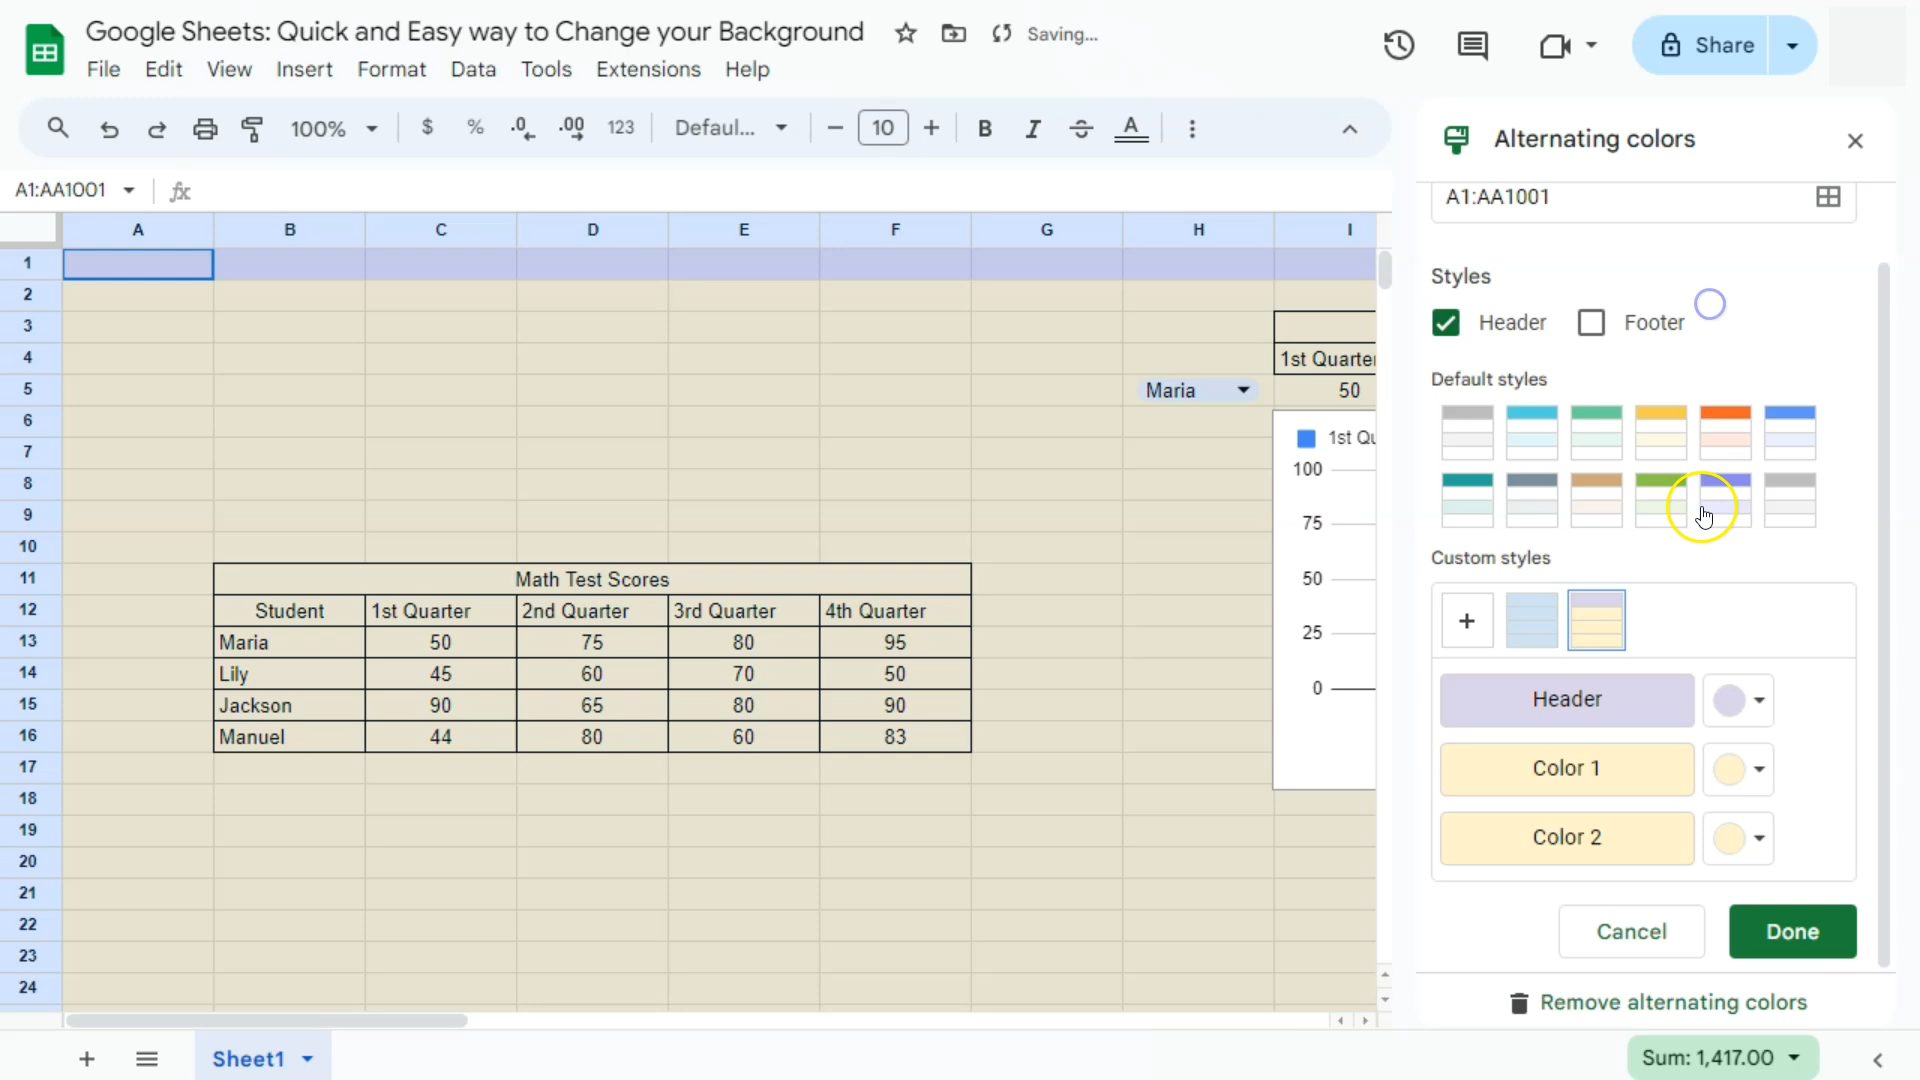 Google Sheets: Quick and Easy way to Change your Background Saving...
File Edit View Insert Format Data Tools Extensions Help
Share
100% $ % .0 .00 123 Defaul... 10 B I S A
A1:AA1001 fx
A B C D E F G H I
1
2
3
4 1st Quarter
5 Maria 50
6 1st Qu
7 100
8
9 75
10
11 Math Test Scores 50
12 Student 1st Quarter 2nd Quarter 3rd Quarter 4th Quarter
13 Maria 50 75 80 95 25
14 Lily 45 60 70 50 0
15 Jackson 90 65 80 90
16 Manuel 44 80 60 83
17
18
19
20
21
22
23
24
Alternating colors
A1:AA1001
Styles
Header Footer
Default styles
Custom styles
+
Header
Color 1
Color 2
Cancel Done
Remove alternating colors
Sheet1 Sum: 1,417.00